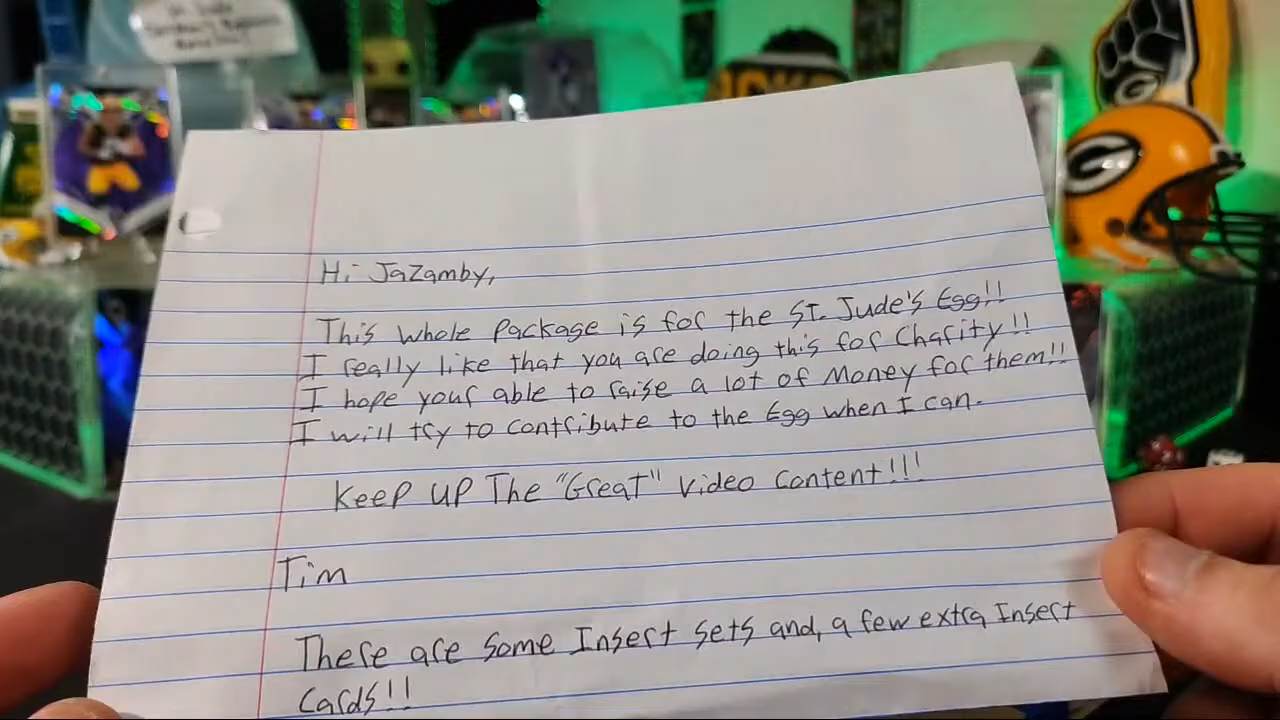 Hi JaZamby,
This whole package is for the St. Jude's Egg!!
I really like that you are doing this for Charity!!
I hope your able to raise a lot of Money for them!!
I will try to contribute to the Egg when I can.
Keep up The "Great" video content!!!
Tim
These are some Insert sets and, a few extra Insert
Cards!!
G
G